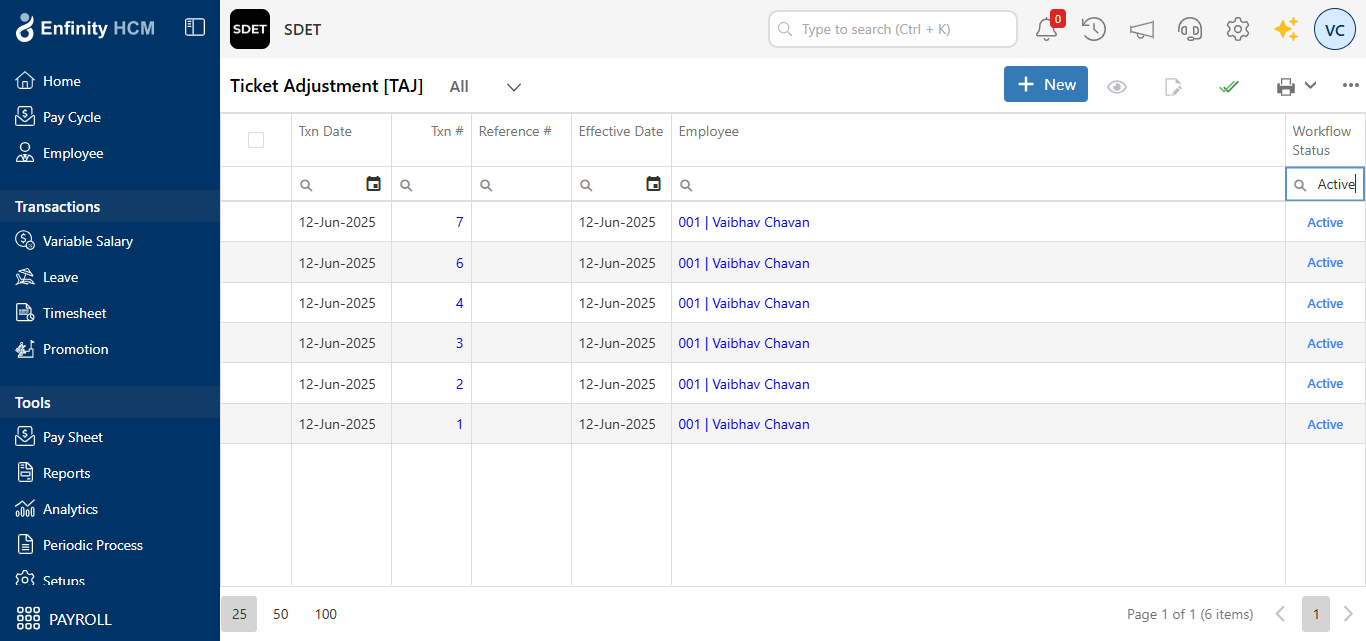 Enfinity HCM
SDET
SDET
Type to search (Ctrl + K)
0
VC
Home
Pay Cycle
Employee
Transactions
Variable Salary
Leave
Timesheet
Promotion
Tools
Pay Sheet
Reports
Analytics
Periodic Process
Setups
PAYROLL
Ticket Adjustment [TAJ]
All
New
Txn Date Txn # Reference # Effective Date Employee Workflow
Status
Active
12-Jun-2025 7 12-Jun-2025 001 | Vaibhav Chavan Active
12-Jun-2025 6 12-Jun-2025 001 | Vaibhav Chavan Active
12-Jun-2025 4 12-Jun-2025 001 | Vaibhav Chavan Active
12-Jun-2025 3 12-Jun-2025 001 | Vaibhav Chavan Active
12-Jun-2025 2 12-Jun-2025 001 | Vaibhav Chavan Active
12-Jun-2025 1 12-Jun-2025 001 | Vaibhav Chavan Active
25 50 100
Page 1 of 1 (6 items) 1